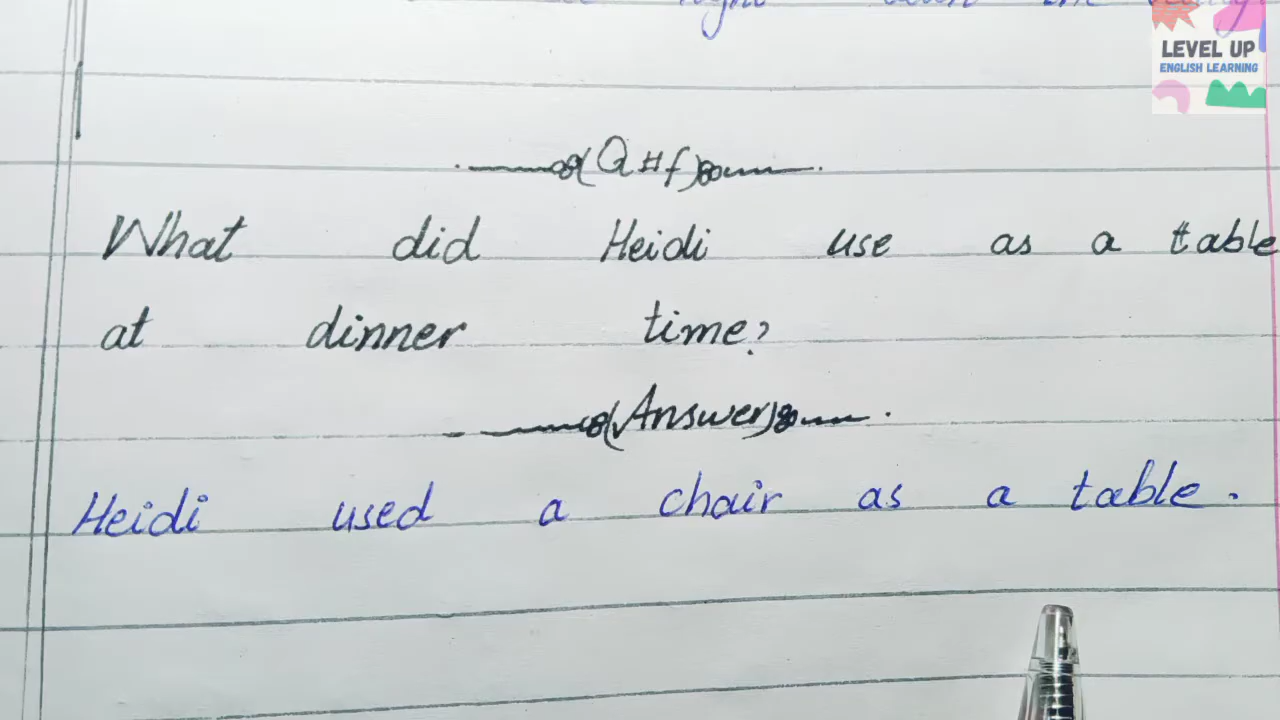 LEVEL UP
ENGLISH LEARNING
(Q#f)
What did Heidi use as a table
at dinner time?
(Answer)
Heidi used a chair as a table.